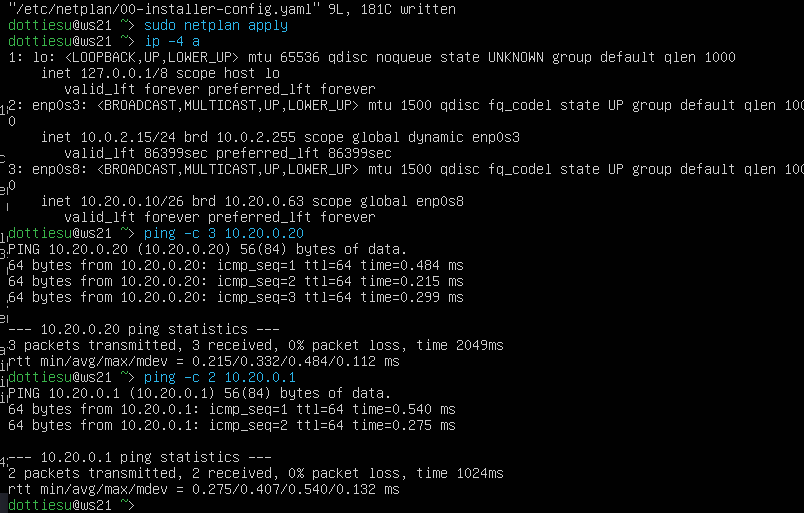 "/etc/netplan/00-installer-config.yaml" 9L, 181C written
dottiesu@ws21 ~> sudo netplan apply
dottiesu@ws21 ~> ip -4 a
1: lo: <LOOPBACK,UP,LOWER_UP> mtu 65536 qdisc noqueue state UNKNOWN group default qlen 1000
    inet 127.0.0.1/8 scope host lo
       valid_lft forever preferred_lft forever
2: enp0s3: <BROADCAST,MULTICAST,UP,LOWER_UP> mtu 1500 qdisc fq_codel state UP group default qlen 100
0
    inet 10.0.2.15/24 brd 10.0.2.255 scope global dynamic enp0s3
       valid_lft 86399sec preferred_lft 86399sec
3: enp0s8: <BROADCAST,MULTICAST,UP,LOWER_UP> mtu 1500 qdisc fq_codel state UP group default qlen 100
0
    inet 10.20.0.10/26 brd 10.20.0.63 scope global enp0s8
       valid_lft forever preferred_lft forever
dottiesu@ws21 ~> ping -c 3 10.20.0.20
PING 10.20.0.20 (10.20.0.20) 56(84) bytes of data.
64 bytes from 10.20.0.20: icmp_seq=1 ttl=64 time=0.484 ms
64 bytes from 10.20.0.20: icmp_seq=2 ttl=64 time=0.215 ms
64 bytes from 10.20.0.20: icmp_seq=3 ttl=64 time=0.299 ms

--- 10.20.0.20 ping statistics ---
3 packets transmitted, 3 received, 0% packet loss, time 2049ms
rtt min/avg/max/mdev = 0.215/0.332/0.484/0.112 ms
dottiesu@ws21 ~> ping -c 2 10.20.0.1
PING 10.20.0.1 (10.20.0.1) 56(84) bytes of data.
64 bytes from 10.20.0.1: icmp_seq=1 ttl=64 time=0.540 ms
64 bytes from 10.20.0.1: icmp_seq=2 ttl=64 time=0.275 ms

--- 10.20.0.1 ping statistics ---
2 packets transmitted, 2 received, 0% packet loss, time 1024ms
rtt min/avg/max/mdev = 0.275/0.407/0.540/0.132 ms
dottiesu@ws21 ~>